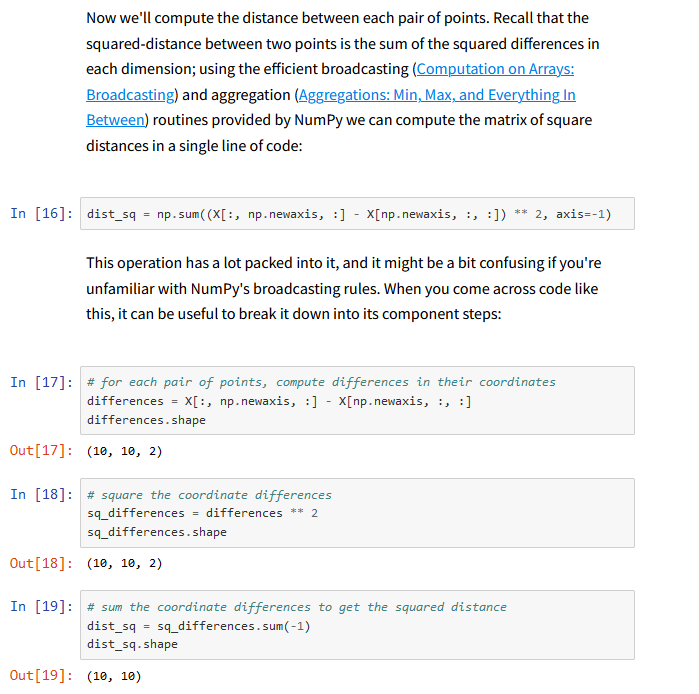 Now we'll compute the distance between each pair of points. Recall that the
squared-distance between two points is the sum of the squared differences in
each dimension; using the efficient broadcasting (Computation on Arrays:
Broadcasting) and aggregation (Aggregations: Min, Max, and Everything In
Between) routines provided by NumPy we can compute the matrix of square
distances in a single line of code:
In [16]: dist_sq = np.sum((X[:, np.newaxis, :] - X[np.newaxis, :, :]) ** 2, axis=-1)
This operation has a lot packed into it, and it might be a bit confusing if you're
unfamiliar with NumPy's broadcasting rules. When you come across code like
this, it can be useful to break it down into its component steps:
In [17]: # for each pair of points, compute differences in their coordinates
differences = X[:, np.newaxis, :] - X[np.newaxis, :, :]
differences.shape
Out[17]: (10, 10, 2)
In [18]: # square the coordinate differences
sq_differences = differences ** 2
sq_differences.shape
Out[18]: (10, 10, 2)
In [19]: # sum the coordinate differences to get the squared distance
dist_sq = sq_differences.sum(-1)
dist_sq.shape
Out[19]: (10, 10)